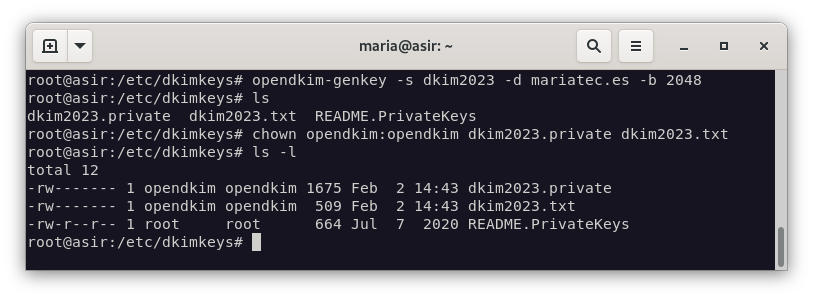 maria@asir: ~
root@asir:/etc/dkimkeys# opendkim-genkey -s dkim2023 -d mariatec.es -b 2048
root@asir:/etc/dkimkeys# ls
dkim2023.private  dkim2023.txt  README.PrivateKeys
root@asir:/etc/dkimkeys# chown opendkim:opendkim dkim2023.private dkim2023.txt
root@asir:/etc/dkimkeys# ls -l
total 12
-rw------- 1 opendkim opendkim 1675 Feb  2 14:43 dkim2023.private
-rw------- 1 opendkim opendkim  509 Feb  2 14:43 dkim2023.txt
-rw-r--r-- 1 root     root      664 Jul  7  2020 README.PrivateKeys
root@asir:/etc/dkimkeys#